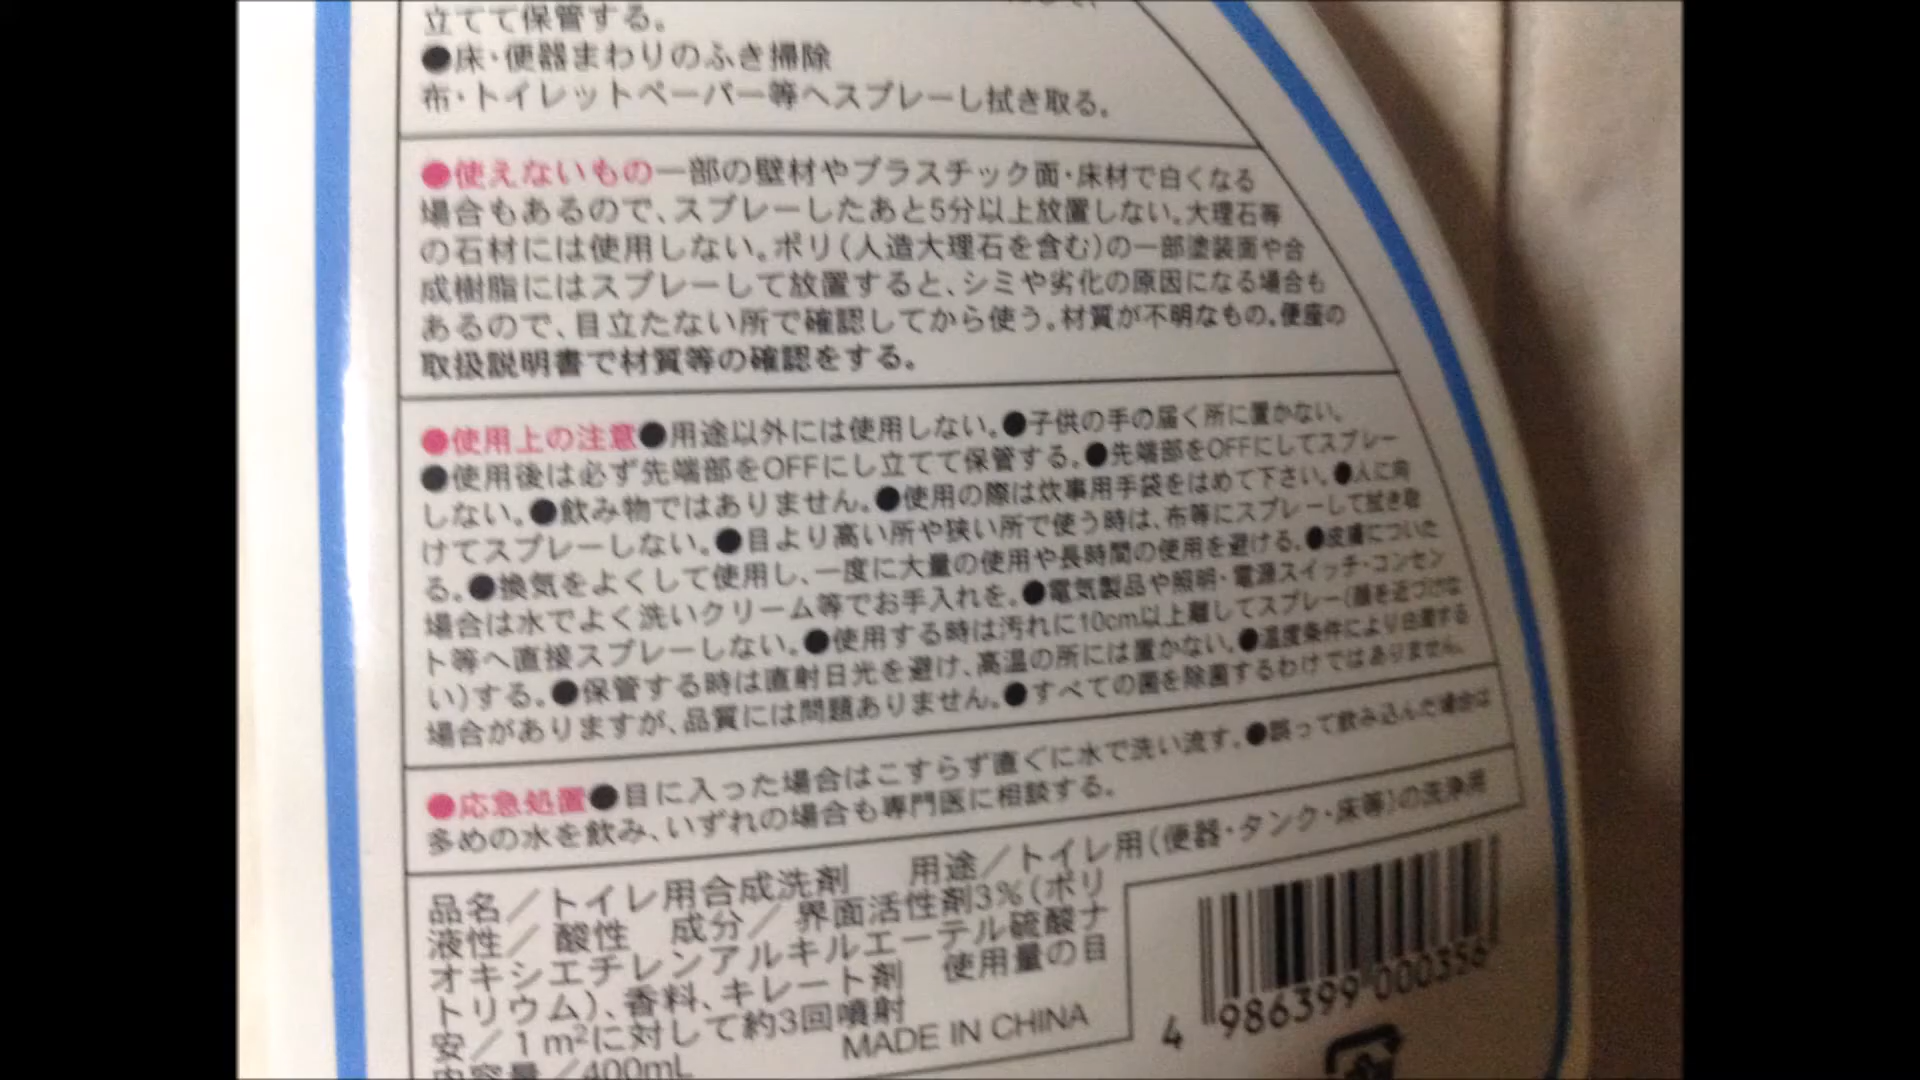 立てて保管する。
●床・便器まわりのふき掃除
布・トイレットペーパー等へスプレーし拭き取る。
●使えないもの一部の壁材やプラスチック面・床材で白くなる
場合もあるので、スプレーしたあと5分以上放置しない。大理石等
の石材には使用しない。ポリ(人造大理石を含む)の一部塗装面や合
成樹脂にはスプレーして放置すると、シミや劣化の原因になる場合も
あるので、目立たない所で確認してから使う。材質が不明なもの。便座の
取扱説明書で材質等の確認をする。
●使用上の注意●用途以外には使用しない。●子供の手の届く所に置かない。
●使用後は必ず先端部をOFFにし立てて保管する。●先端部をOFFにしてスプレー
しない。●飲み物ではありません。●使用の際は炊事用手袋をはめて下さい。●人に向
けてスプレーしない。●目より高い所や狭い所で使う時は、布等にスプレーして拭き取
る。●換気をよくして使用し、一度に大量の使用や長時間の使用を避ける。●皮膚についた
場合は水でよく洗いクリーム等でお手入れを。●電気製品や照明・電源スイッチ・コンセン
ト等へ直接スプレーしない。●使用する時は汚れに10cm以上離してスプレー(顔を近づけな
い)する。●保管する時は直射日光を避け、高温の所には置かない。●温度条件により白濁する
場合がありますが、品質には問題ありません。●すべての菌を除菌するわけではありません。
●応急処置●目に入った場合はこすらず直ぐに水で洗い流す。●誤って飲み込んだ場合は
多めの水を飲み、いずれの場合も専門医に相談する。
品名／トイレ用合成洗剤　用途／トイレ用(便器・タンク・床等)の洗浄用
液性／ 酸性　成分／ 界面活性剤3%(ポリ
オキシエチレンアルキルエーテル硫酸ナ
トリウム)、香料、キレート剤　使用量の目
安／1m²に対して約3回噴射
MADE IN CHINA
内容量／400mL
4 986399 000356